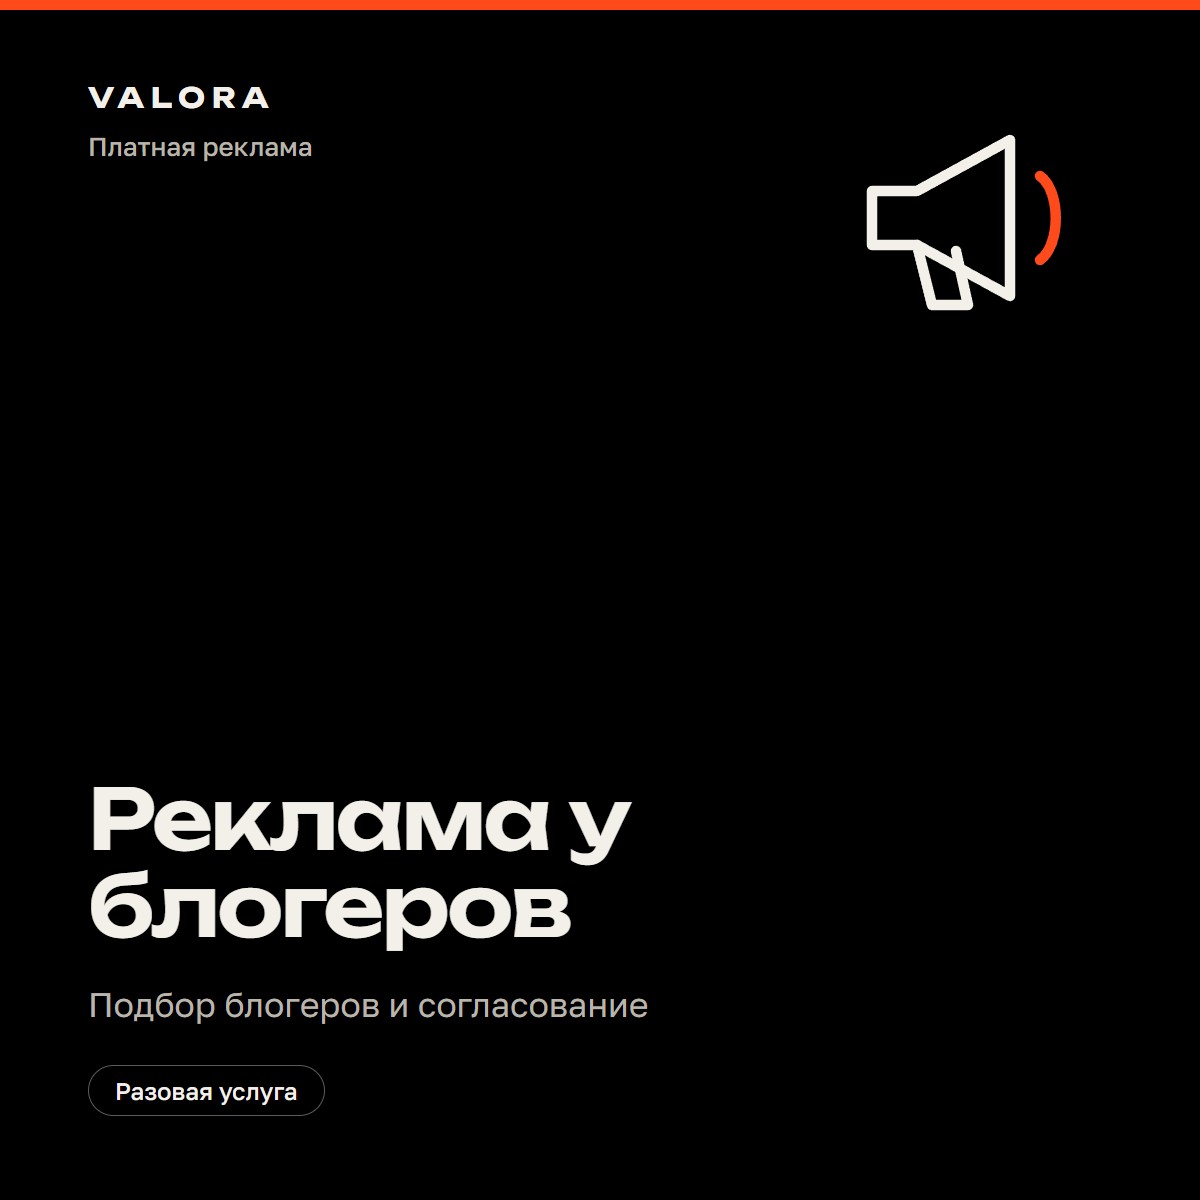 VALORA
Платная реклама
Реклама у
блогеров
Подбор блогеров и согласование
Разовая услуга